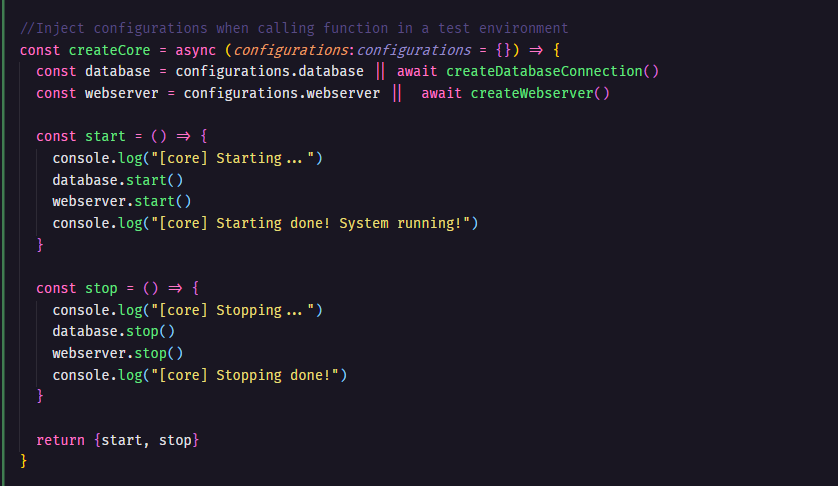 //Inject configurations when calling function in a test environment
const createCore = async (configurations:configurations = {}) => {
const database = configurations.database || await createDatabaseConnection()
const webserver = configurations.webserver ||  await createWebserver()
const start = () => {
console.log("[core] Starting...")
database.start()
webserver.start()
console.log("[core] Starting done! System running!")
}
const stop = () => {
console.log("[core] Stopping...")
database.stop()
webserver.stop()
console.log("[core] Stopping done!")
}
return {start, stop}
}